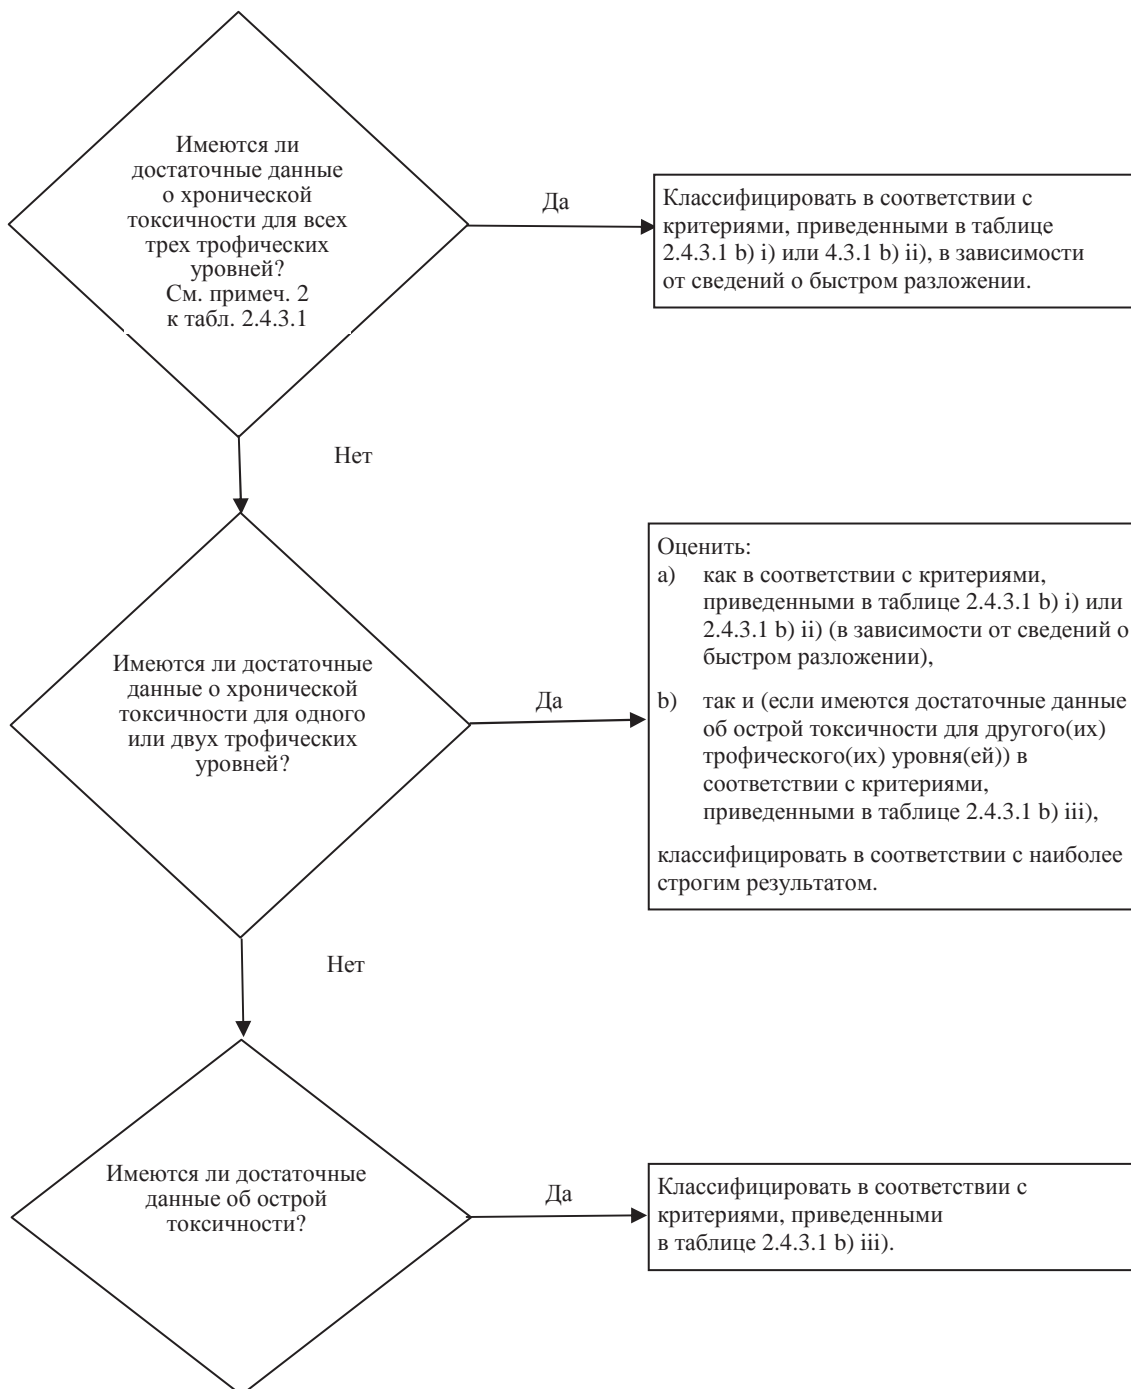 Имеются ли
достаточные данные
о хронической
токсичности для всех
трех трофических
уровней?
См. примеч. 2
к табл. 2.4.3.1
Да
Классифицировать в соответствии с
критериями, приведенными в таблице
2.4.3.1 b) i) или 4.3.1 b) ii), в зависимости
от сведений о быстром разложении.
Нет
Имеются ли достаточные
данные о хронической
токсичности для одного
или двух трофических
уровней?
Да
Оценить:
a) как в соответствии с критериями,
приведенными в таблице 2.4.3.1 b) i) или
2.4.3.1 b) ii) (в зависимости от сведений о
быстром разложении),
b) так и (если имеются достаточные данные
об острой токсичности для другого(их)
трофического(их) уровня(ей)) в
соответствии с критериями,
приведенными в таблице 2.4.3.1 b) iii),
классифицировать в соответствии с наиболее
строгим результатом.
Нет
Имеются ли достаточные
данные об острой
токсичности?
Да
Классифицировать в соответствии с
критериями, приведенными
в таблице 2.4.3.1 b) iii).